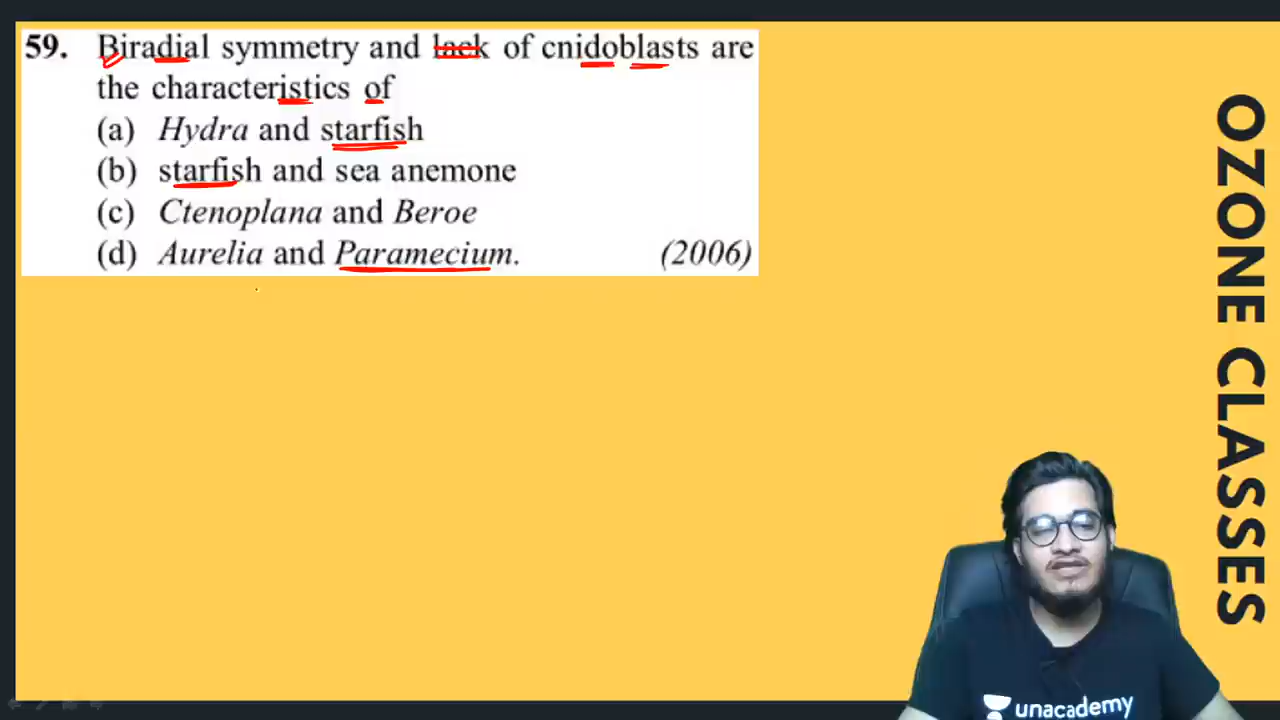 59. Biradial symmetry and lack of cnidoblasts are
the characteristics of
(a) Hydra and starfish
(b) starfish and sea anemone
(c) Ctenoplana and Beroe
(d) Aurelia and Paramecium. (2006)
OZONE CLASSES
unacademy